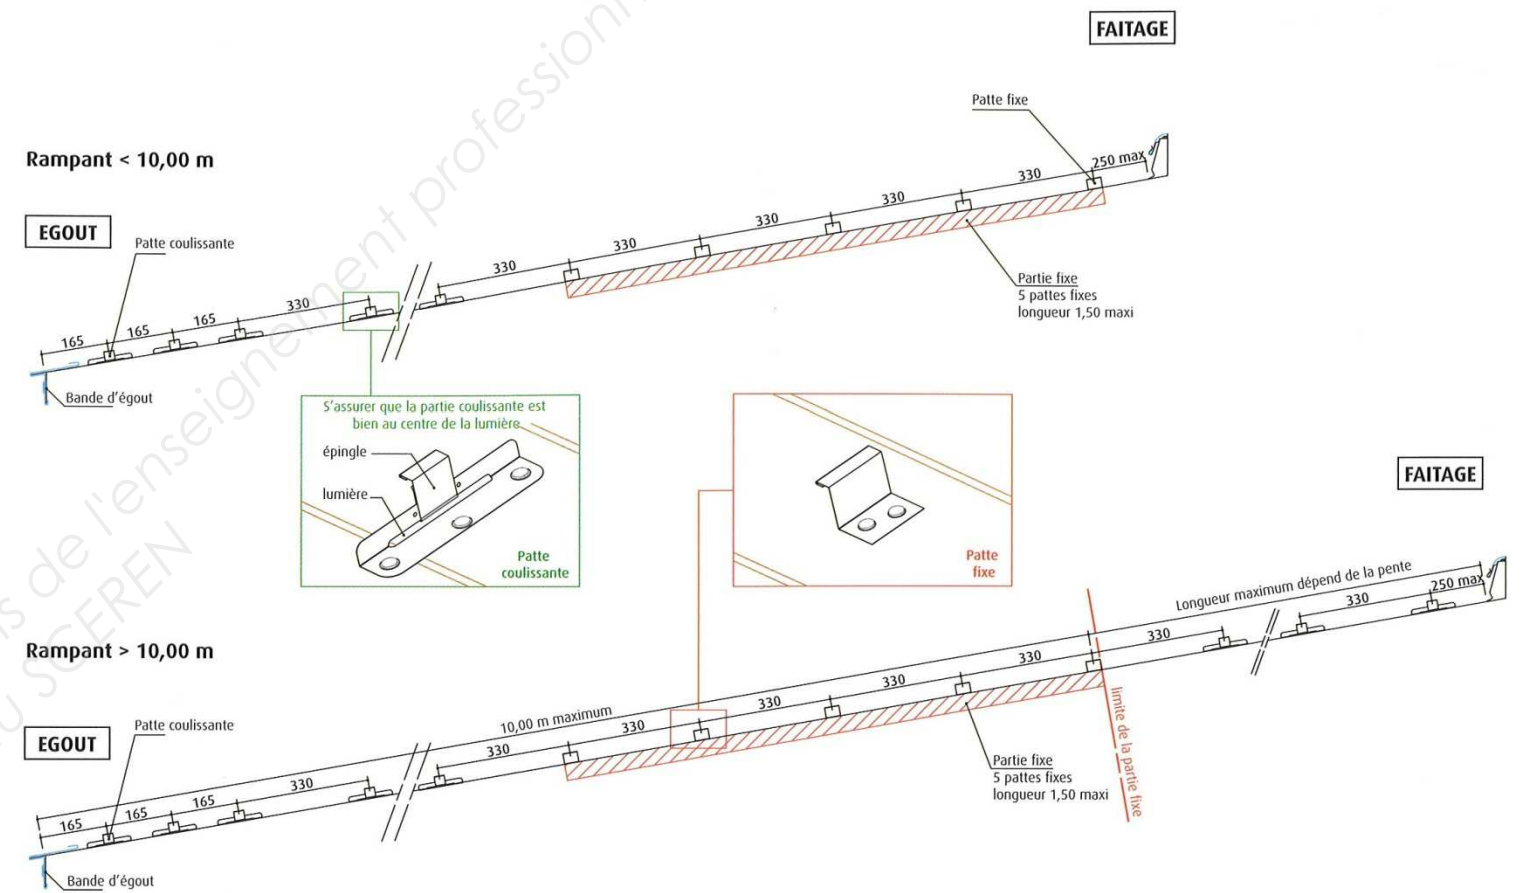 FAITAGE
Patte fixe
Rampant < 10,00 m
250 max
330
330
330
330
330
EGOUT
Patte coulissante
330
165
165
165
Partie fixe
5 pattes fixes
longueur 1,50 maxi
Bande d'égout
S'assurer que la partie coulissante est
bien au centre de la lumière
épingle
lumière
Patte
coulissante
Patte
fixe
FAITAGE
Longueur maximum dépend de la pente
250 max
330
330
330
330
330
330
330
Rampant > 10,00 m
10,00 m maximum
limite de la partie fixe
EGOUT
Patte coulissante
330
165
165
165
Partie fixe
5 pattes fixes
longueur 1,50 maxi
Bande d'égout
s de l'enseignement professionn
U SCEREN